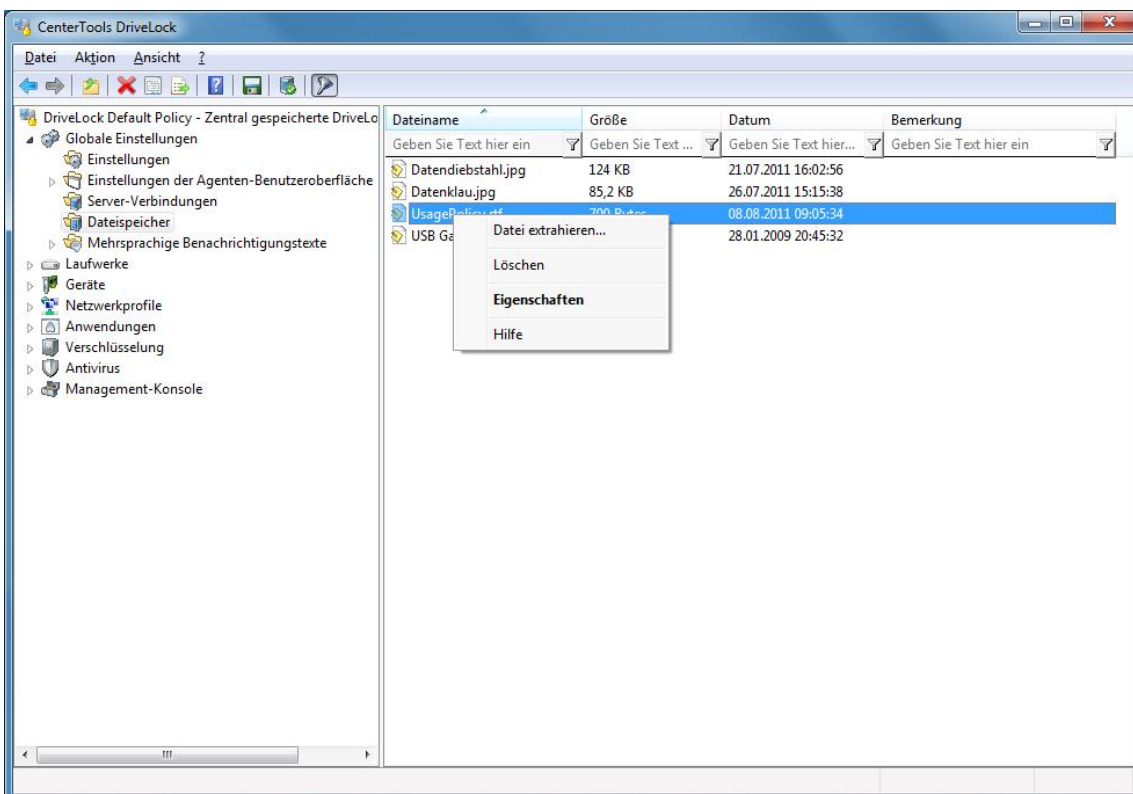 CenterTools DriveLock
Datei Aktion Ansicht ?
DriveLock Default Policy - Zentral gespeicherte DriveLo
Globale Einstellungen
Einstellungen
Einstellungen der Agenten-Benutzeroberfläche
Server-Verbindungen
Dateispeicher
Mehrsprachige Benachrichtigungstexte
Laufwerke
Geräte
Netzwerkprofile
Anwendungen
Verschlüsselung
Antivirus
Management-Konsole
Dateiname Größe Datum Bemerkung
Geben Sie Text hier ein Geben Sie Text ... Geben Sie Text hier... Geben Sie Text hier ein
Datendiebstahl.jpg 124 KB 21.07.2011 16:02:56
Datenklau.jpg 85,2 KB 26.07.2011 15:15:38
UsagePolicy.rtf 700 Bytes 08.08.2011 09:05:34
USB Ga 28.01.2009 20:45:32
Datei extrahieren...
Löschen
Eigenschaften
Hilfe